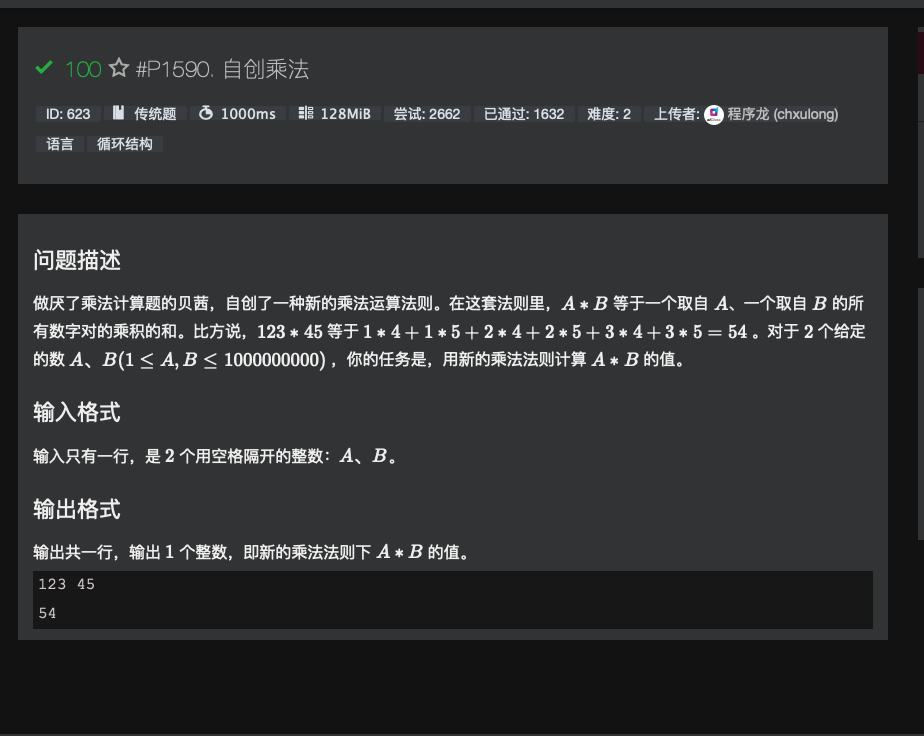 100 #P1590. 自创乘法
ID: 623 传统题 1000ms 128MiB 尝试: 2662 已通过: 1632 难度: 2 上传者: 程序龙 (chxulong)
语言 循环结构
问题描述
做厌了乘法计算题的贝茜，自创了一种新的乘法运算法则。在这套法则里，A * B 等于一个取自 A、一个取自 B 的所
有数字对的乘积的和。比方说，123 * 45 等于 1 * 4 + 1 * 5 + 2 * 4 + 2 * 5 + 3 * 4 + 3 * 5 = 54 。对于 2 个给定
的数 A、B(1 ≤ A, B ≤ 1000000000) ，你的任务是，用新的乘法法则计算 A * B 的值。
输入格式
输入只有一行，是 2 个用空格隔开的整数：A、B。
输出格式
输出共一行，输出 1 个整数，即新的乘法法则下 A * B 的值。
123 45
54